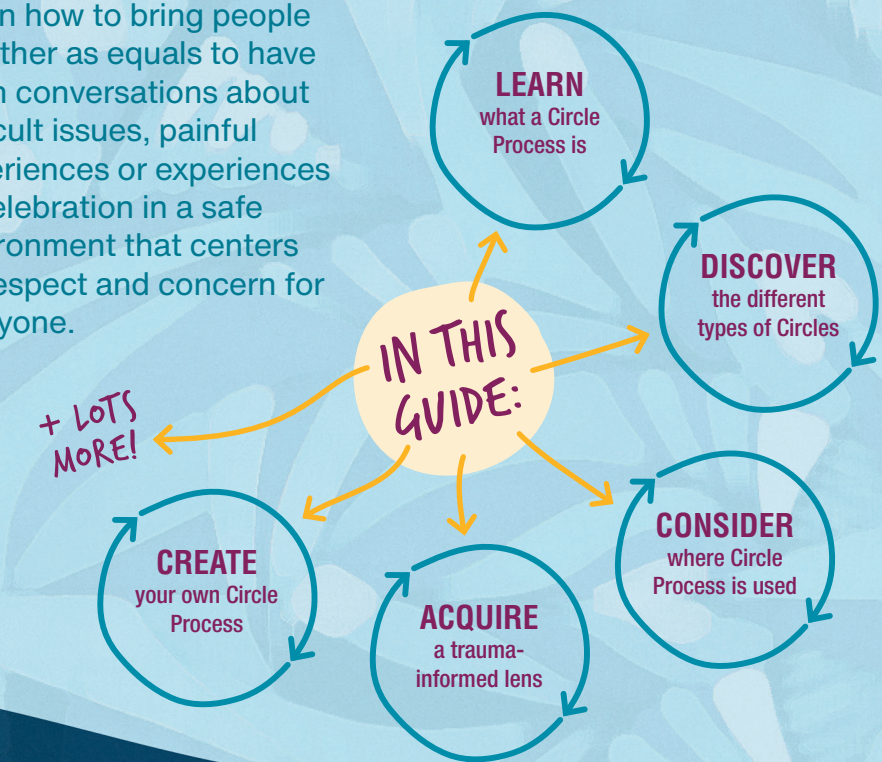 n how to bring people
ther as equals to have
conversations about
cult issues, painful
eriences or experiences
elebration in a safe
ronment that centers
espect and concern for
yone.
LEARN
what a Circle
Process is
DISCOVER
the different
types of Circles
IN THIS
GUIDE:
+ LOTS
MORE!
CONSIDER
where Circle
Process is used
CREATE
your own Circle
Process
ACQUIRE
a trauma-
informed lens